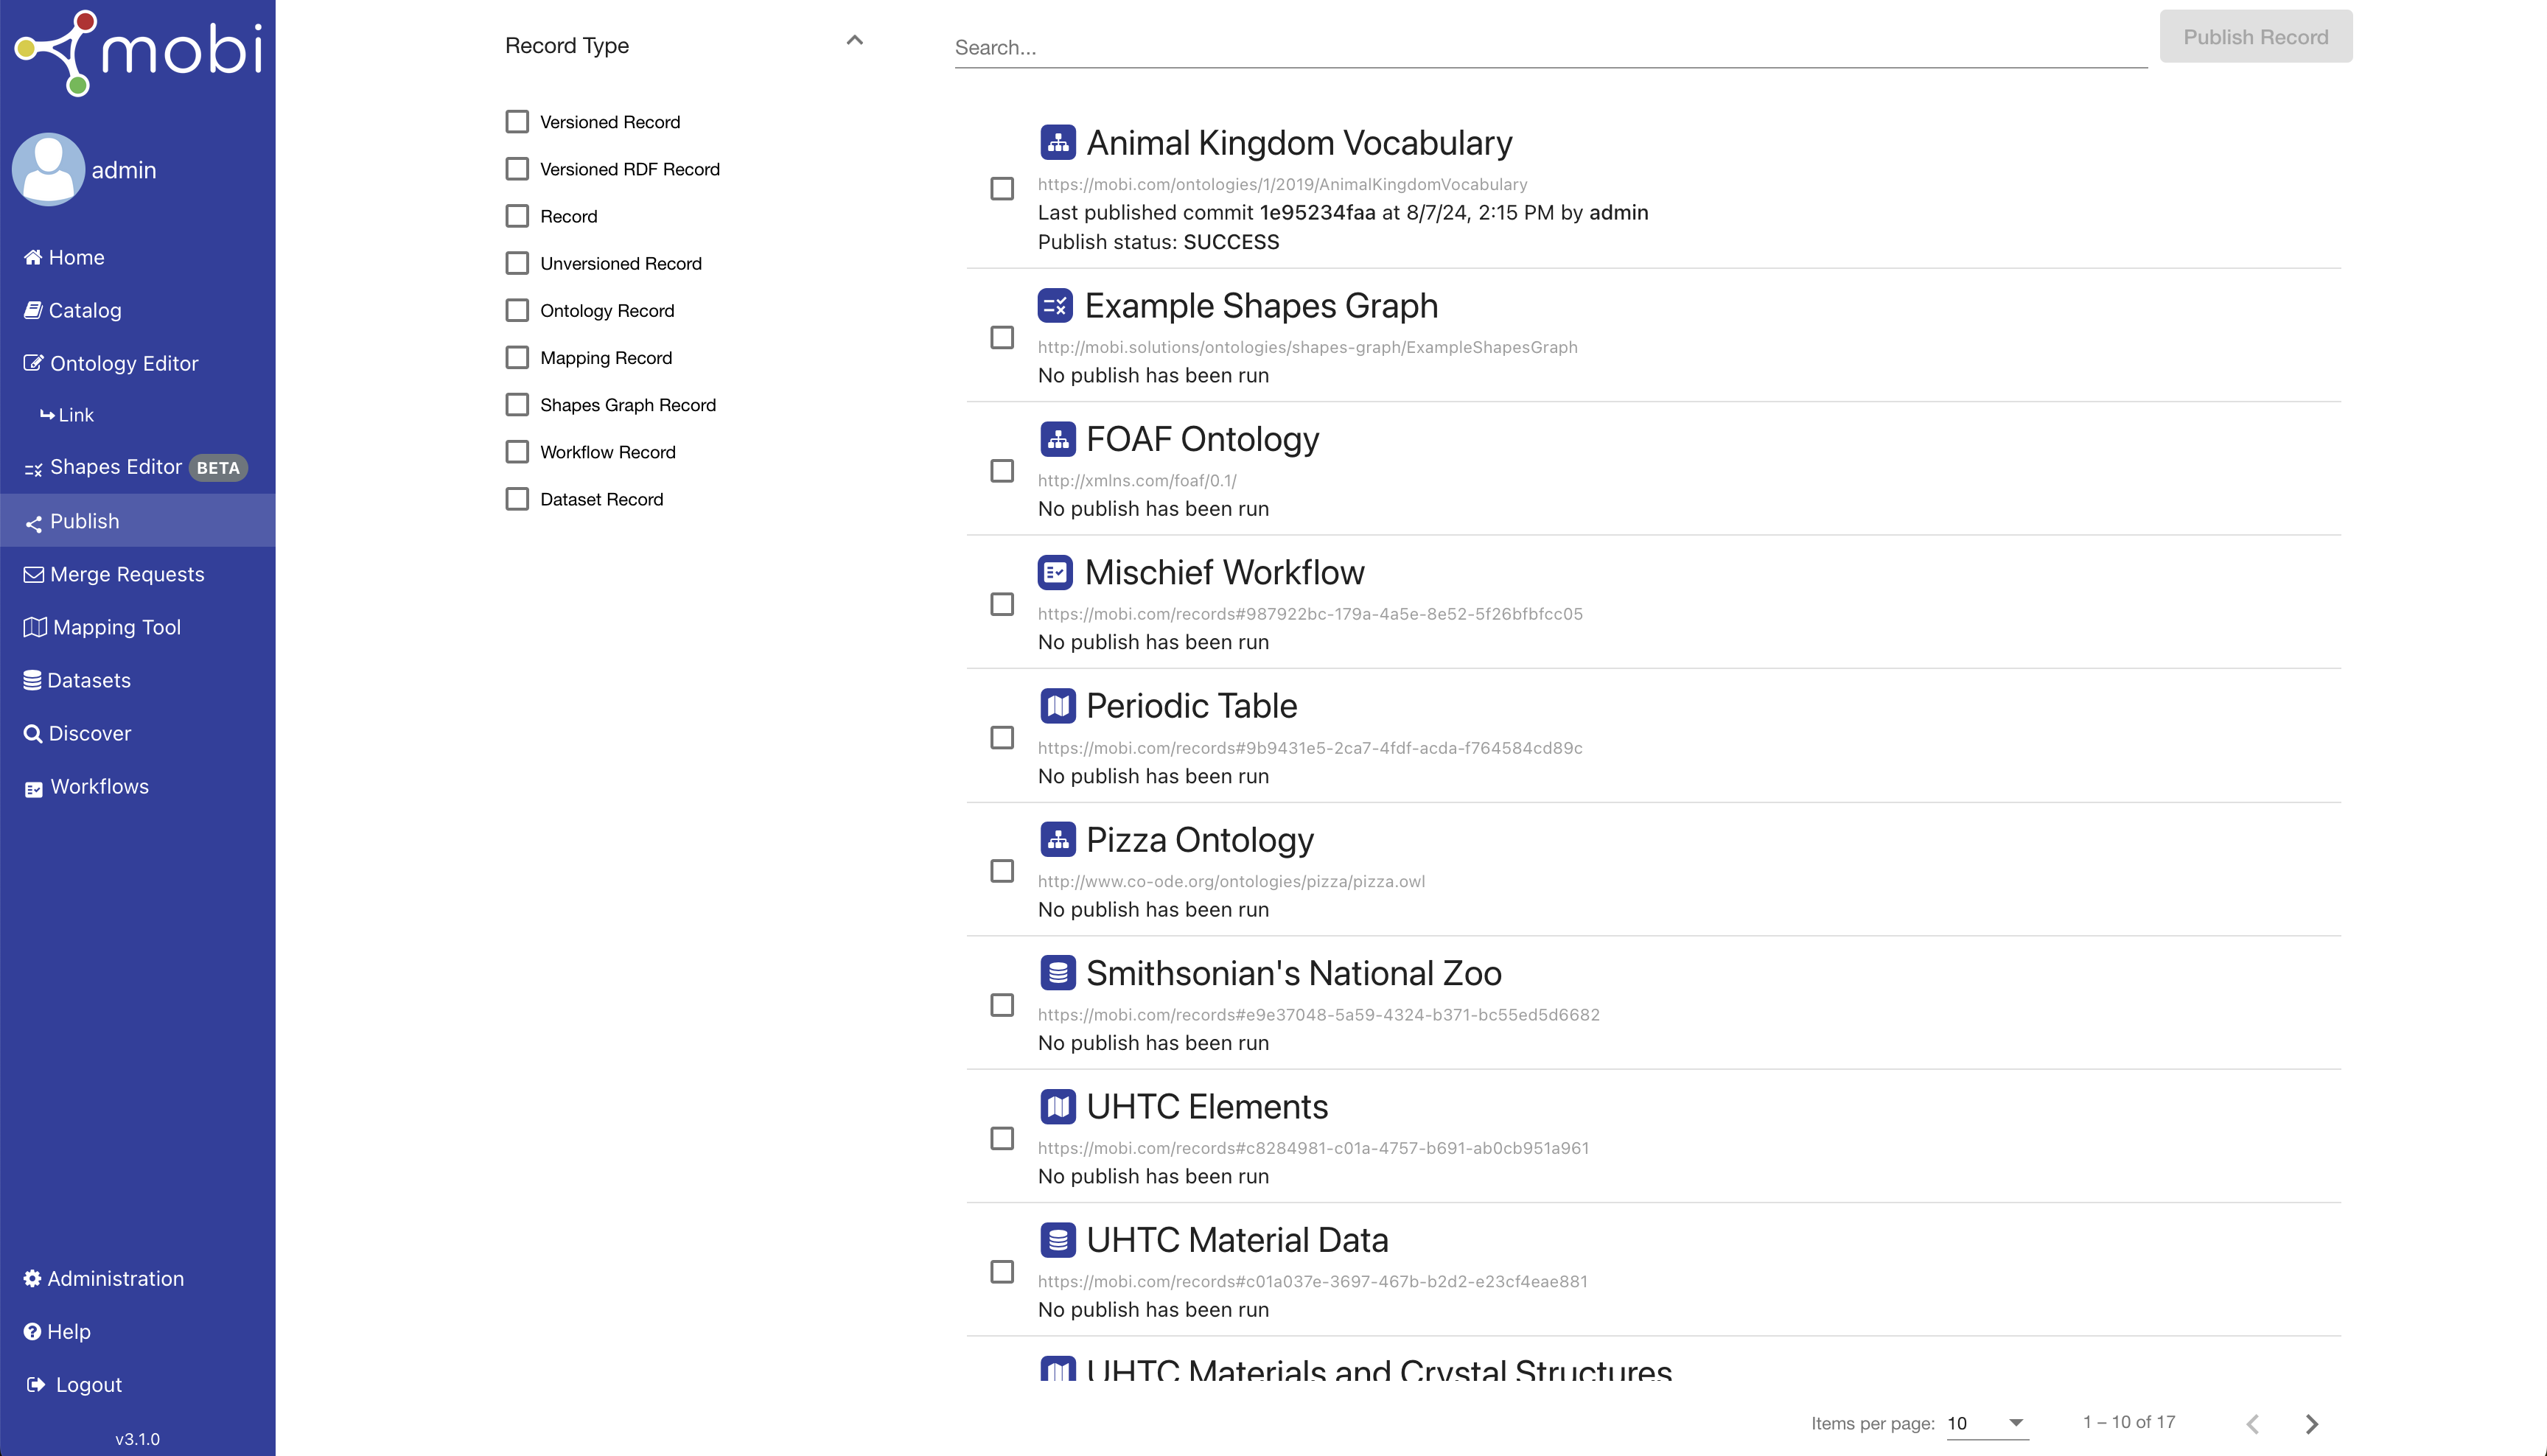 mobi
admin
Home
Catalog
Ontology Editor
Link
Shapes Editor BETA
Publish
Merge Requests
Mapping Tool
Datasets
Discover
Workflows
Administration
Help
Logout
v3.1.0
Record Type
Versioned Record
Versioned RDF Record
Record
Unversioned Record
Ontology Record
Mapping Record
Shapes Graph Record
Workflow Record
Dataset Record
Search...
Publish Record
Animal Kingdom Vocabulary
https://mobi.com/ontologies/1/2019/AnimalKingdomVocabulary
Last published commit 1e95234faa at 8/7/24, 2:15 PM by admin
Publish status: SUCCESS
Example Shapes Graph
http://mobi.solutions/ontologies/shapes-graph/ExampleShapesGraph
No publish has been run
FOAF Ontology
http://xmlns.com/foaf/0.1/
No publish has been run
Mischief Workflow
https://mobi.com/records#987922bc-179a-4a5e-8e52-5f26bfbfcc05
No publish has been run
Periodic Table
https://mobi.com/records#9b9431e5-2ca7-4fdf-acda-f764584cd89c
No publish has been run
Pizza Ontology
http://www.co-ode.org/ontologies/pizza/pizza.owl
No publish has been run
Smithsonian's National Zoo
https://mobi.com/records#e9e37048-5a59-4324-b371-bc55ed5d6682
No publish has been run
UHTC Elements
https://mobi.com/records#c8284981-c01a-4757-b691-ab0cb951a961
No publish has been run
UHTC Material Data
https://mobi.com/records#c01a037e-3697-467b-b2d2-e23cf4eae881
No publish has been run
UHTC Materials and Crystal Structures
Items per page: 10
1 – 10 of 17